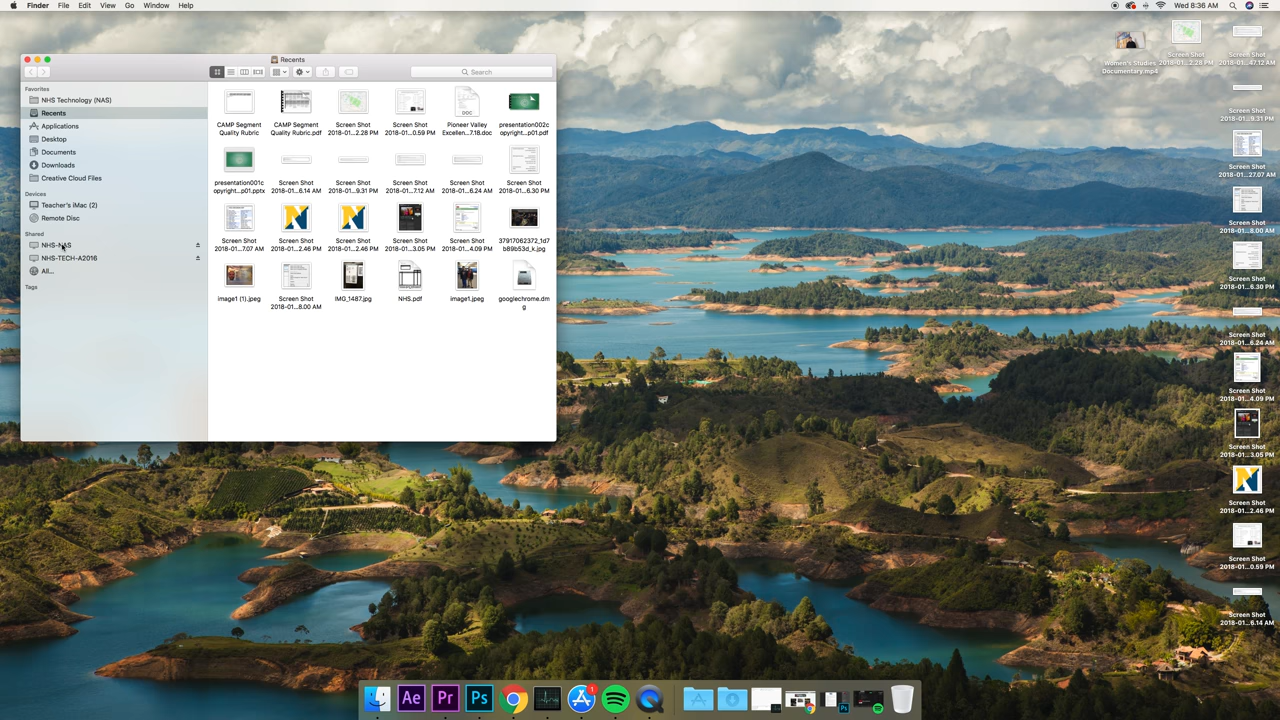 Finder File Edit View Go Window Help
Wed 8:36 AM
Recents
Search
Favorites
NHS Technology (NAS)
Recents
Applications
Desktop
Documents
Downloads
Creative Cloud Files
Devices
Teacher's iMac (2)
Remote Disc
Shared
NHS-NAS
NHS-TECH-A2016
All...
Tags
CAMP Segment
Quality Rubric
CAMP Segment
Quality Rubric.pdf
Screen Shot
2018-01...2.28 PM
Screen Shot
2018-01...0.59 PM
DOC
Pioneer Valley
Excellen...7.18.doc
presentation002c
opyright...p01.pdf
presentation001c
opyright...p01.pptx
Screen Shot
2018-01...6.14 AM
Screen Shot
2018-01...9.31 PM
Screen Shot
2018-01...7.12 AM
Screen Shot
2018-01...6.24 AM
Screen Shot
2018-01...6.30 PM
Screen Shot
2018-01...7.07 AM
Screen Shot
2018-01...2.46 PM
Screen Shot
2018-01...2.46 PM
Screen Shot
2018-01...3.05 PM
Screen Shot
2018-01...4.09 PM
37917062372_1d7
b89b53d_k.jpg
image1 (1).jpeg
Screen Shot
2018-01...8.00 AM
IMG_1487.jpg
NHS.pdf
image1.jpeg
googlechrome.dm
g
Women's Studies
Documentary.mp4
Screen Shot
2018-01...2.28 PM
Screen Shot
Screen Shot
2018-01...9.31 PM
Screen Shot
2018-01...27.07 AM
Screen Shot
2018-01...8.00 AM
Screen Shot
2018-01...6.30 PM
Screen Shot
2018-01...6.24 AM
Screen Shot
2018-01...4.09 PM
Screen Shot
2018-01...3.05 PM
N
Screen Shot
2018-01...2.46 PM
Screen Shot
2018-01...0.59 PM
Screen Shot
2018-01...6.14 AM
Ae
Pr
Ps
1